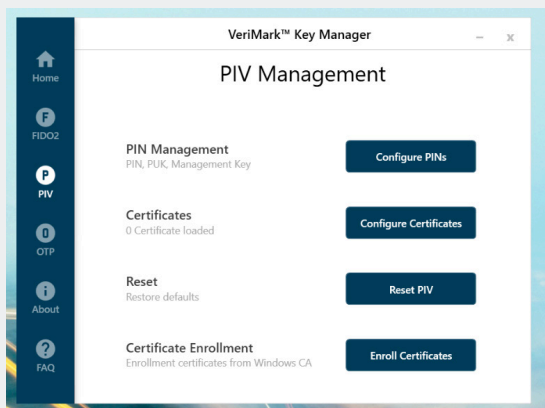 VeriMark™ Key Manager
– x
PIV Management
Home
F
FIDO2
P
PIV
O
OTP
i
About
?
FAQ
PIN Management
PIN, PUK, Management Key
Configure PINs
Certificates
0 Certificate loaded
Configure Certificates
Reset
Restore defaults
Reset PIV
Certificate Enrollment
Enrollment certificates from Windows CA
Enroll Certificates